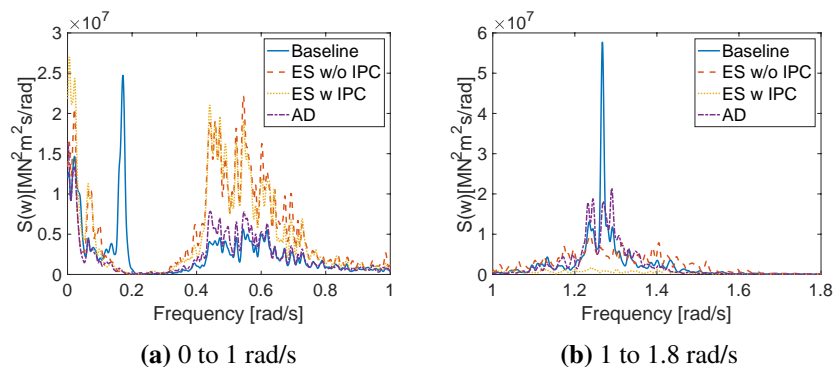 ×10⁷
3
2.5
2
1.5
1
0.5
0
S(w)[MN²m²s/rad]
0 0.2 0.4 0.6 0.8 1
Frequency [rad/s]
Baseline
ES w/o IPC
ES w IPC
AD
(a) 0 to 1 rad/s
×10⁷
6
5
4
3
2
1
0
S(w)[MN²m²s/rad]
1 1.2 1.4 1.6 1.8
Frequency [rad/s]
Baseline
ES w/o IPC
ES w IPC
AD
(b) 1 to 1.8 rad/s